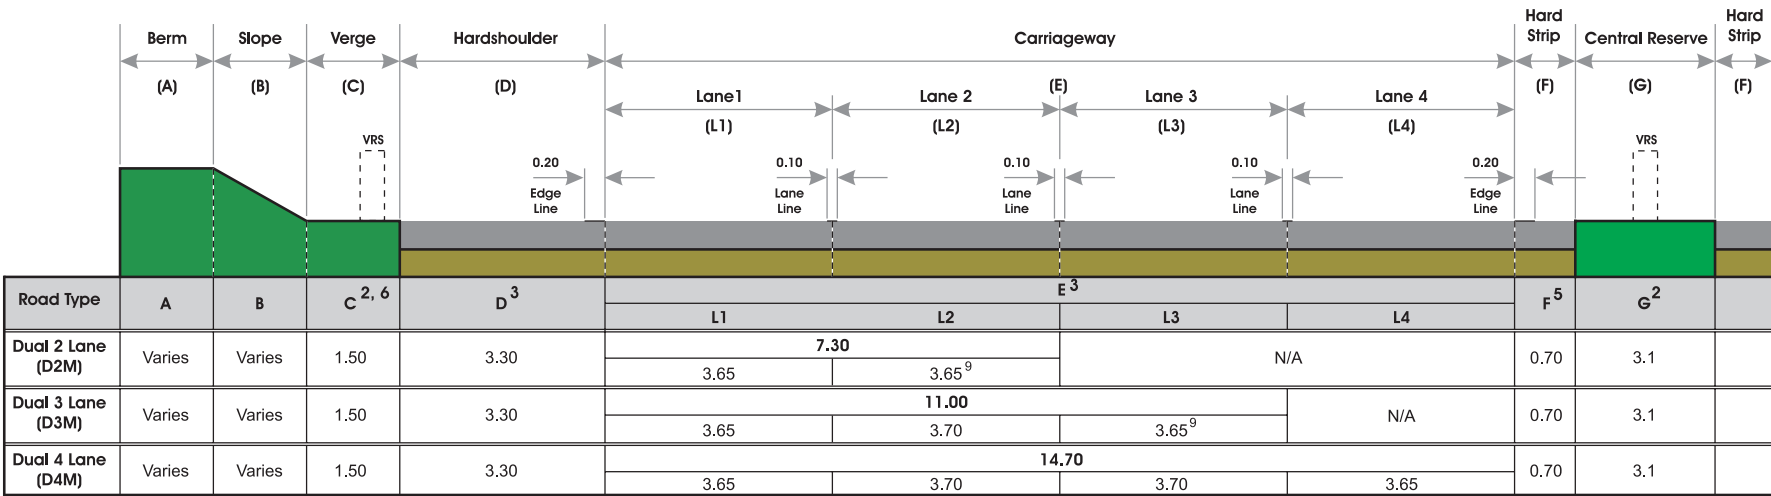 Berm Slope Verge Hardshoulder Carriageway Hard Strip Central Reserve Hard Strip
(A) (B) (C) (D) (E) (F) (G) (F)
Lane1 Lane 2 Lane 3 Lane 4
(L1) (L2) (L3) (L4)
VRS VRS
0.20 0.10 0.10 0.10 0.20
Edge Line Lane Line Lane Line Lane Line Edge Line
Road Type A B C 2, 6 D 3 E 3 F 5 G 2
L1 L2 L3 L4
Dual 2 Lane (D2M) Varies Varies 1.50 3.30 7.30 N/A 0.70 3.1
3.65 3.65 9
Dual 3 Lane (D3M) Varies Varies 1.50 3.30 11.00 N/A 0.70 3.1
3.65 3.70 3.65 9
Dual 4 Lane (D4M) Varies Varies 1.50 3.30 14.70 0.70 3.1
3.65 3.70 3.70 3.65